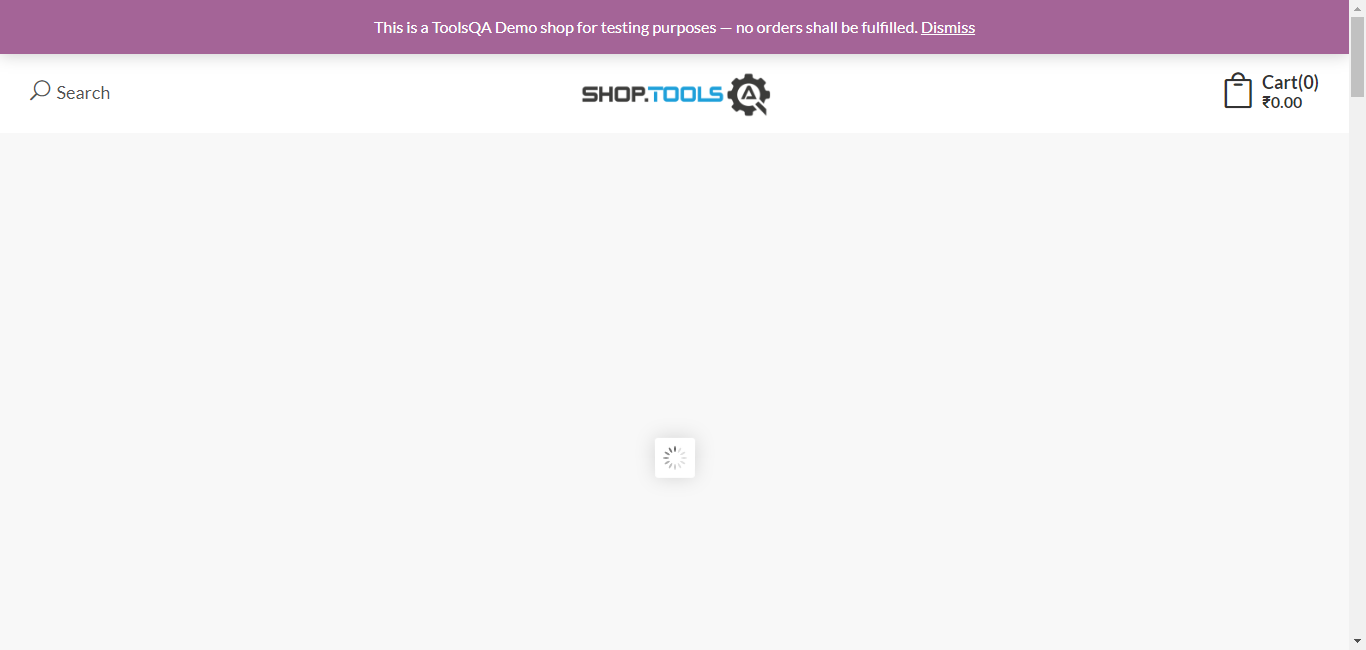 This is a ToolsQA Demo shop for testing purposes — no orders shall be fulfilled. Dismiss
Search
SHOP.TOOLS
Cart(0)
₹0.00